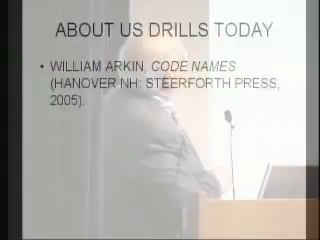 ABOUT US DRILLS TODAY
• WILLIAM ARKIN, CODE NAMES
(HANOVER NH: STEERFORTH PRESS,
2005).